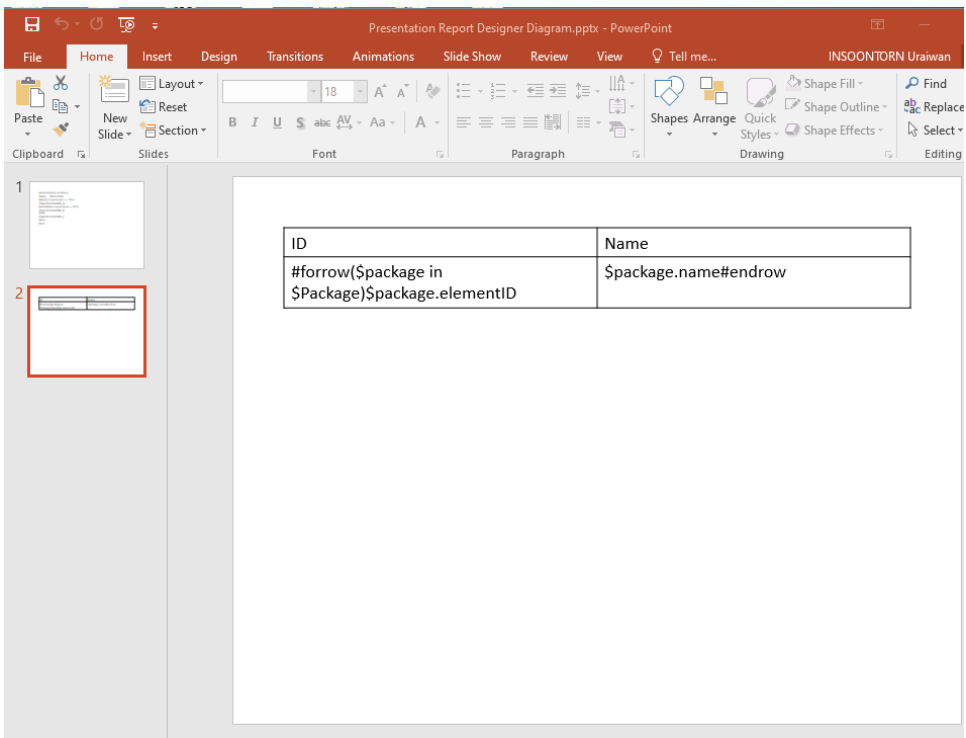 Presentation Report Designer Diagram.pptx - PowerPoint
File Home Insert Design Transitions Animations Slide Show Review View Tell me... INSOONTORN Uraiwan
Paste
New
Slide
Layout
Reset
Section
18
B I U S abc AV Aa A
Shapes Arrange Quick
Styles
Shape Fill
Shape Outline
Shape Effects
Find
Replace
Select
Clipboard Slides Font Paragraph Drawing Editing
1
2
ID Name
#forrow($package in $package.name#endrow
$Package)$package.elementID